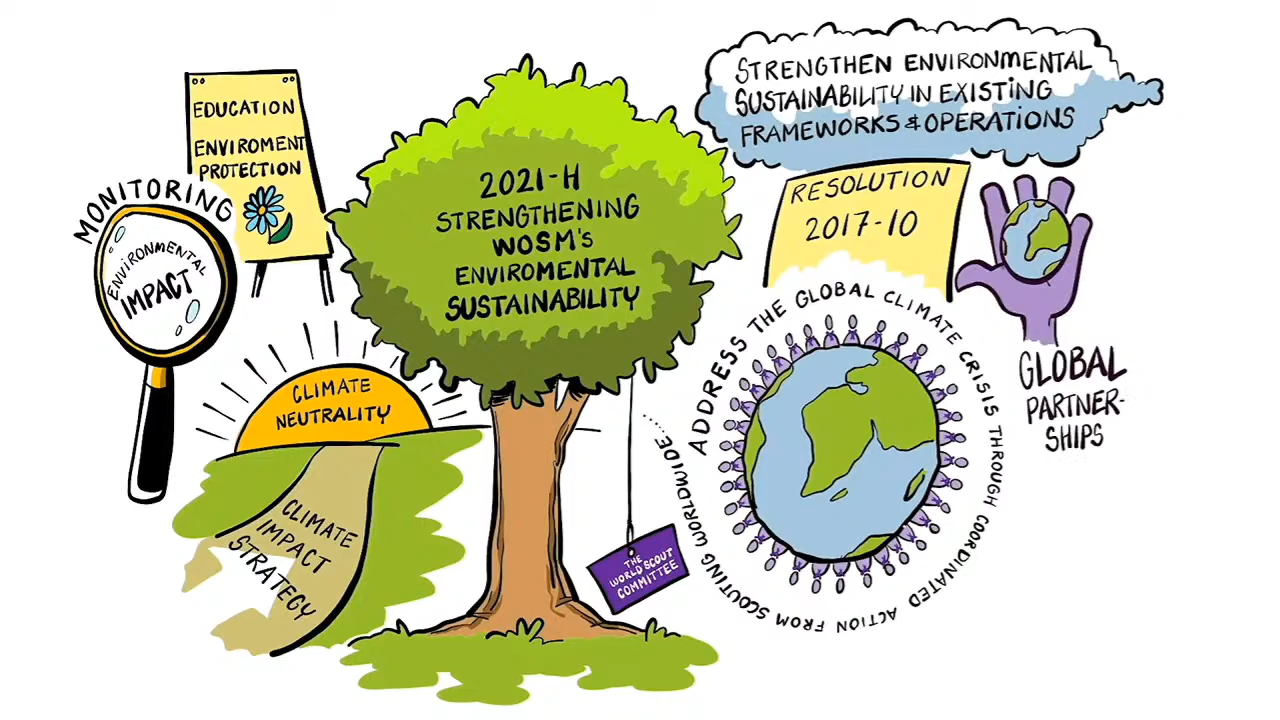 EDUCATION
ENVIROMENT
PROTECTION
MONITORING
ENVIRONMENTAL
IMPACT
CLIMATE
NEUTRALITY
CLIMATE
IMPACT
STRATEGY
2021-H
STRENGTHENING
WOSM'S
ENVIROMENTAL
SUSTAINABILITY
THE
WORLD SCOUT
COMMITTEE
STRENGTHEN ENVIRONMENTAL
SUSTAINABILITY IN EXISTING
FRAMEWORKS & OPERATIONS
RESOLUTION
2017-10
ADDRESS THE GLOBAL CLIMATE CRISIS THROUGH COORDINATED ACTION FROM SCOUTING WORLDWIDE...
GLOBAL
PARTNER-
SHIPS